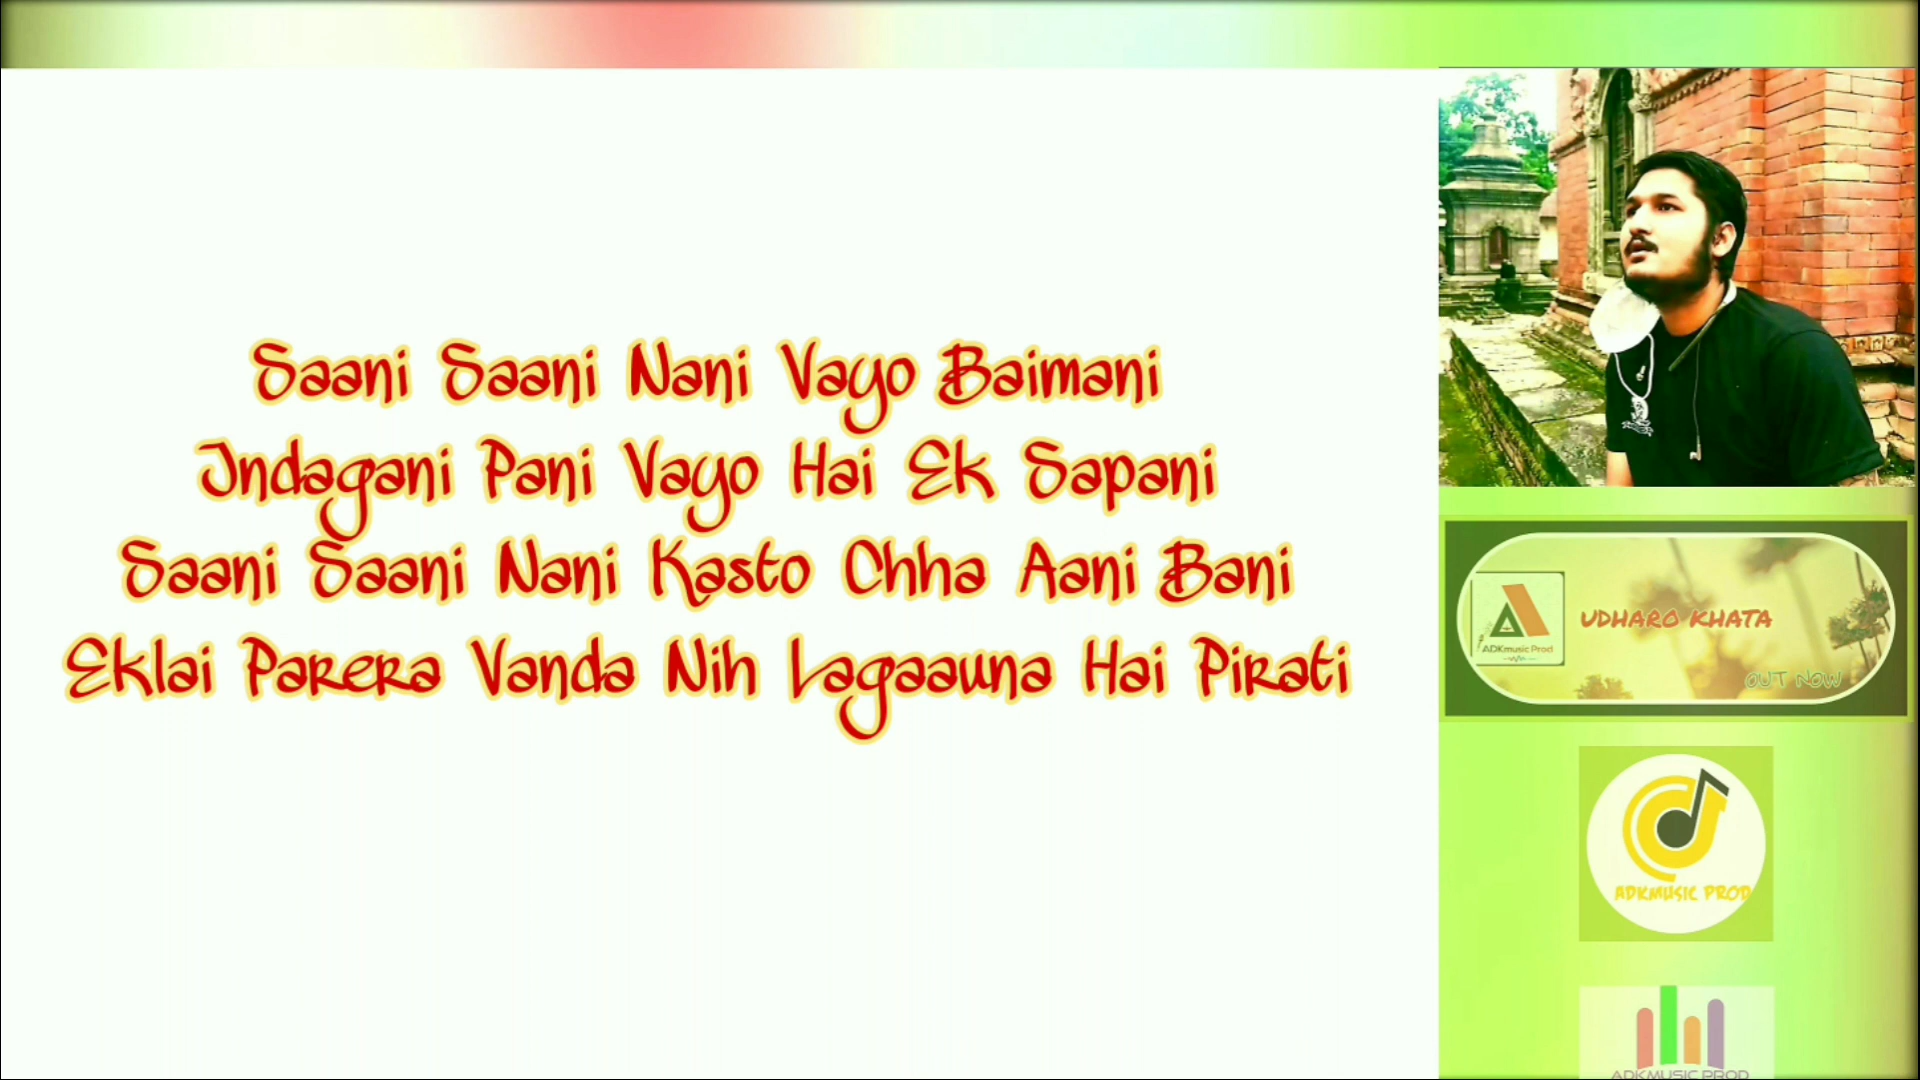 Saani Saani Nani Vayo Baimani
Jndagani Pani Vayo Hai Ek Sapani
Saani Saani Nani Kasto Chha Aani Bani
Eklai Parera Vanda Nih Lagaauna Hai Pirati
ADKmusic Prod
UDHARO KHATA
OUT NOW
ADKMUSIC PROD
ADKMUSIC PROD